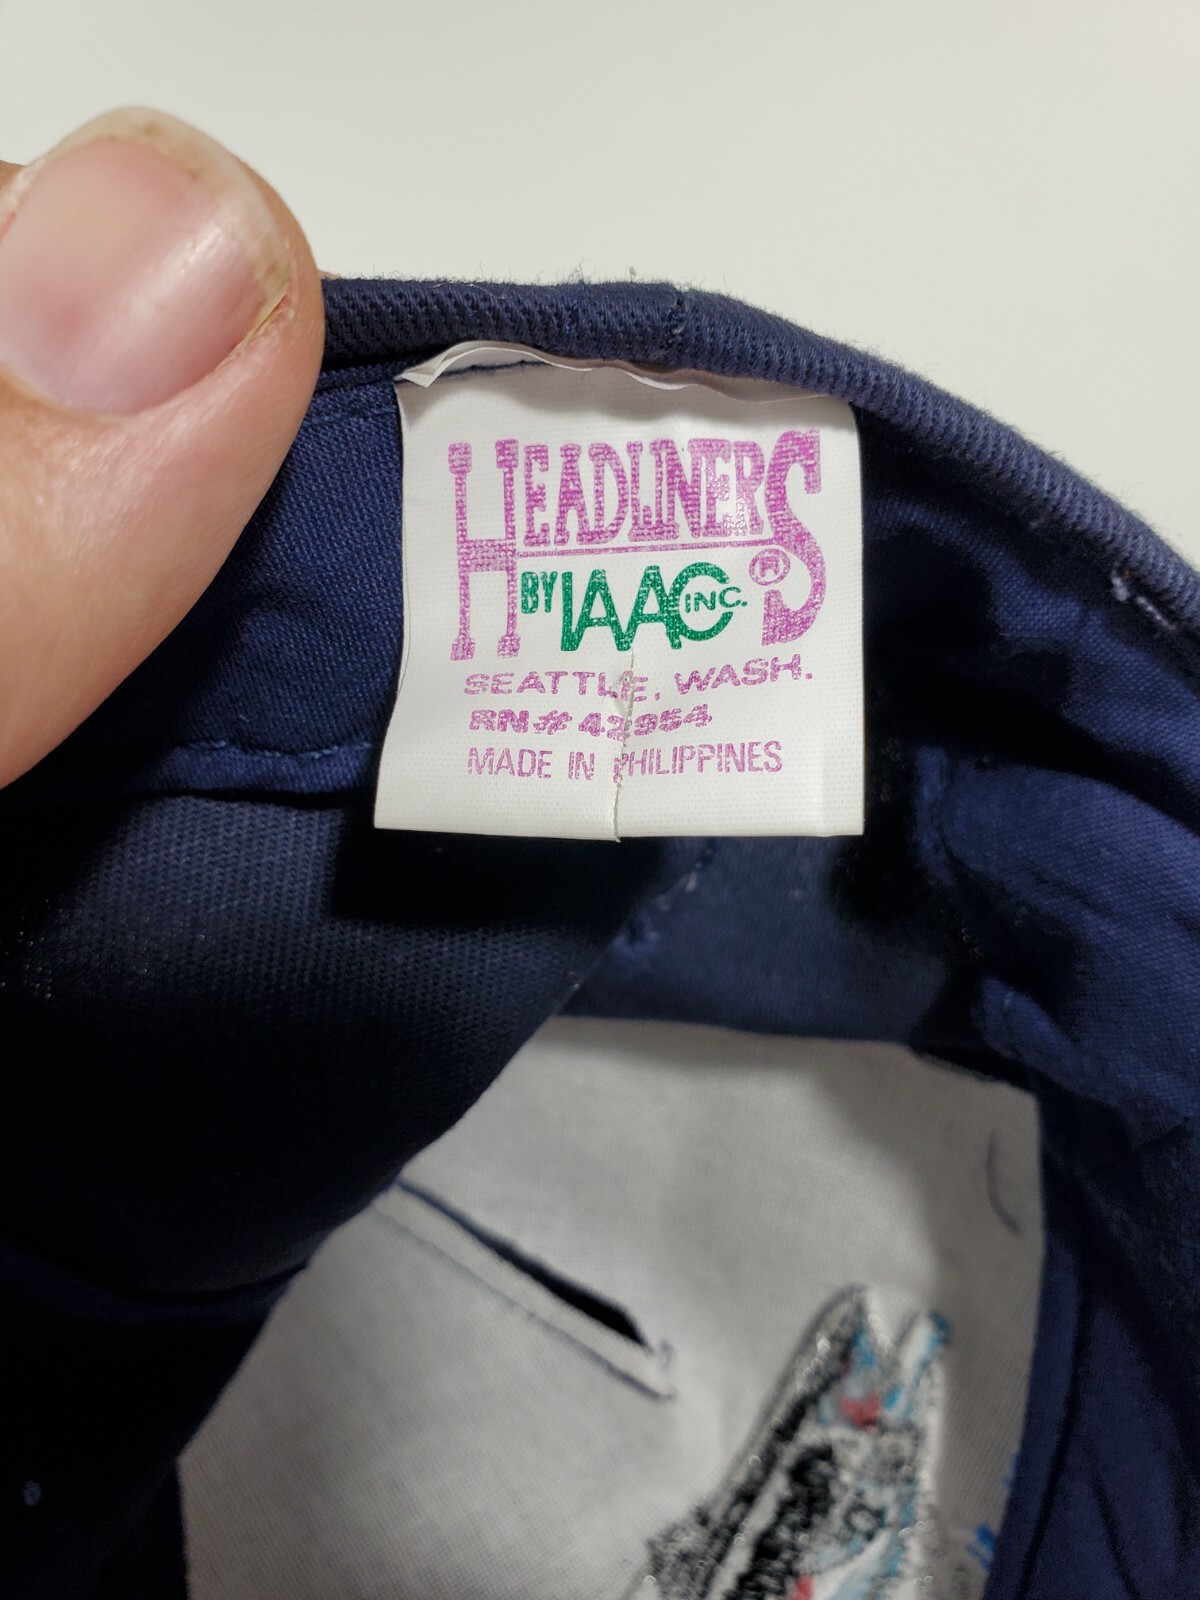 HEADLINERS ®
BY IAAC INC.
SEATTLE, WASH.
RN# 42954
MADE IN PHILIPPINES